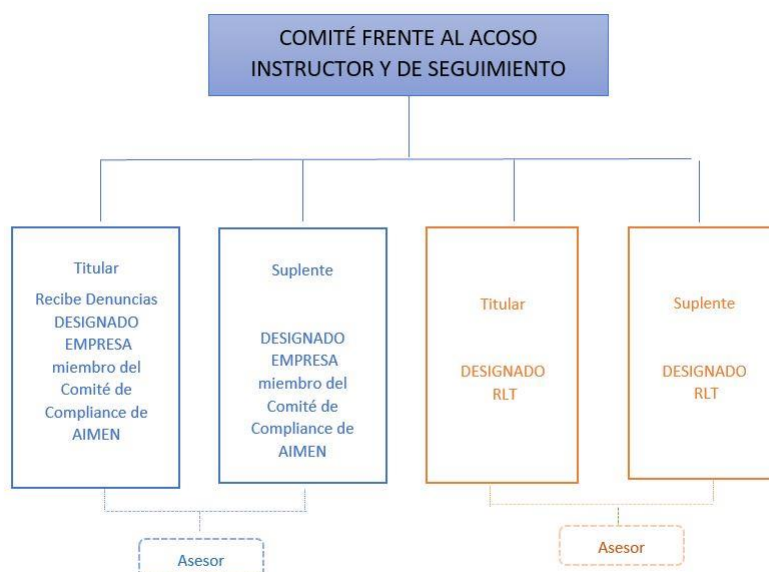 COMITÉ FRENTE AL ACOSO
INSTRUCTOR Y DE SEGUIMIENTO
Titular
Recibe Denuncias
DESIGNADO
EMPRESA
miembro del
Comité de
Compliance de
AIMEN
Suplente
DESIGNADO
EMPRESA
miembro del
Comité de
Compliance de
AIMEN
Titular
DESIGNADO
RLT
Suplente
DESIGNADO
RLT
Asesor
Asesor